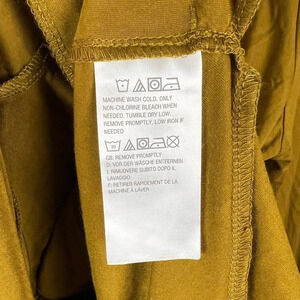 MACHINE WASH COLD. ONLY
NON-CHLORINE BLEACH WHEN
NEEDED. TUMBLE DRY LOW.
REMOVE PROMPTLY, LOW IRON IF
NEEDED
GB: REMOVE PROMPTLY
D: VOR DER WÄSCHE ENTFERNEN
I: RIMUOVERE SUBITO DOPO IL
LAVAGGIO
F: RETIRER RAPIDEMENT DE LA
MACHINE À LAVER